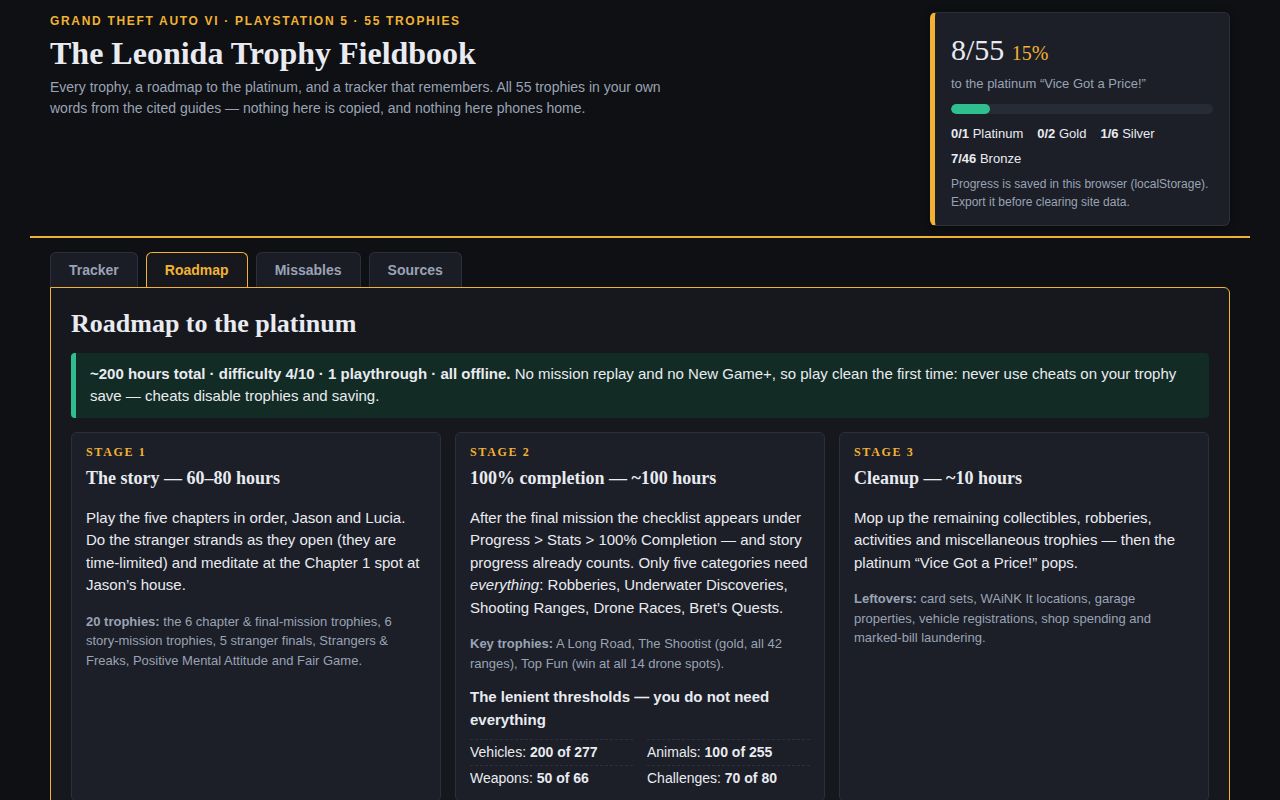 GRAND THEFT AUTO VI · PLAYSTATION 5 · 55 TROPHIES
The Leonida Trophy Fieldbook
Every trophy, a roadmap to the platinum, and a tracker that remembers. All 55 trophies in your own
words from the cited guides — nothing here is copied, and nothing here phones home.
8/55 15%
to the platinum “Vice Got a Price!”
0/1 Platinum 0/2 Gold 1/6 Silver
7/46 Bronze
Progress is saved in this browser (localStorage).
Export it before clearing site data.
Tracker Roadmap Missables Sources
Roadmap to the platinum
~200 hours total · difficulty 4/10 · 1 playthrough · all offline. No mission replay and no New Game+, so play clean the first time: never use cheats on your trophy
save — cheats disable trophies and saving.
STAGE 1
The story — 60–80 hours
Play the five chapters in order, Jason and Lucia.
Do the stranger strands as they open (they are
time-limited) and meditate at the Chapter 1 spot at
Jason’s house.
20 trophies: the 6 chapter & final-mission trophies, 6
story-mission trophies, 5 stranger finals, Strangers &
Freaks, Positive Mental Attitude and Fair Game.
STAGE 2
100% completion — ~100 hours
After the final mission the checklist appears under
Progress > Stats > 100% Completion — and story
progress already counts. Only five categories need
everything: Robberies, Underwater Discoveries,
Shooting Ranges, Drone Races, Bret’s Quests.
Key trophies: A Long Road, The Shootist (gold, all 42
ranges), Top Fun (win at all 14 drone spots).
The lenient thresholds — you do not need
everything
Vehicles: 200 of 277 Animals: 100 of 255
Weapons: 50 of 66 Challenges: 70 of 80
STAGE 3
Cleanup — ~10 hours
Mop up the remaining collectibles, robberies,
activities and miscellaneous trophies — then the
platinum “Vice Got a Price!” pops.
Leftovers: card sets, WAiNK It locations, garage
properties, vehicle registrations, shop spending and
marked-bill laundering.